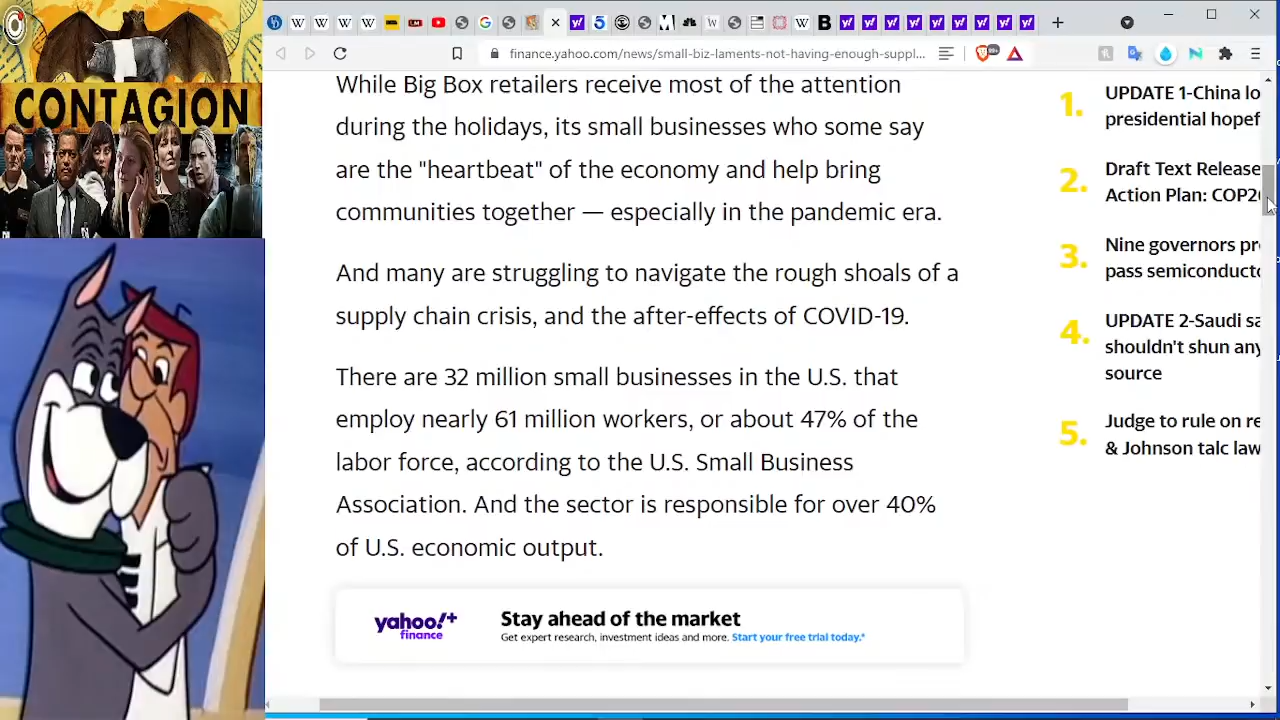 CONTAGION
finance.yahoo.com/news/small-biz-laments-not-having-enough-suppl...
99+
While Big Box retailers receive most of the attention
during the holidays, its small businesses who some say
are the "heartbeat" of the economy and help bring
communities together — especially in the pandemic era.
And many are struggling to navigate the rough shoals of a
supply chain crisis, and the after-effects of COVID-19.
There are 32 million small businesses in the U.S. that
employ nearly 61 million workers, or about 47% of the
labor force, according to the U.S. Small Business
Association. And the sector is responsible for over 40%
of U.S. economic output.
yahoo!+
finance
Stay ahead of the market
Get expert research, investment ideas and more. Start your free trial today.*
1.
UPDATE 1-China lo
presidential hopef
2.
Draft Text Release
Action Plan: COP2
3.
Nine governors pr
pass semiconducto
4.
UPDATE 2-Saudi sa
shouldn't shun any
source
5.
Judge to rule on re
& Johnson talc law